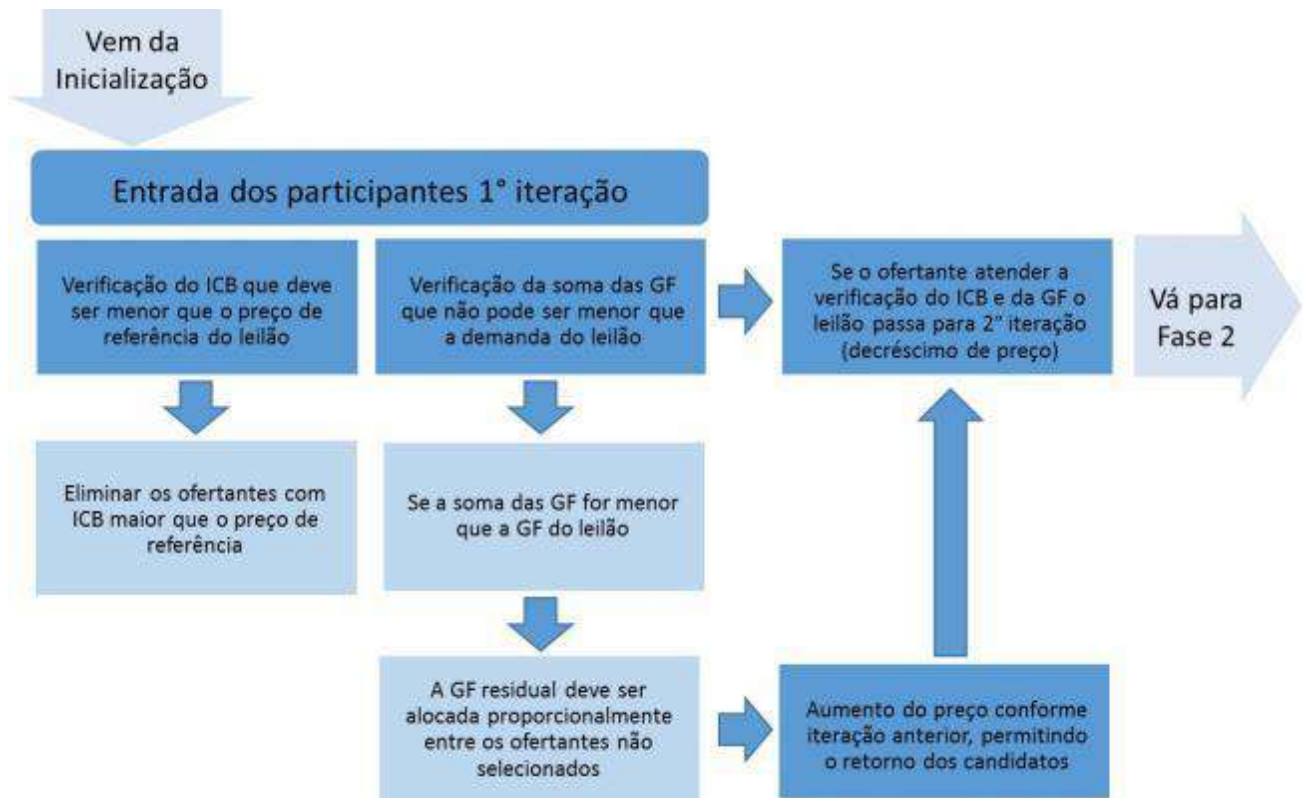 Vem da
Inicialização
Entrada dos participantes 1° iteração
Verificação do ICB que deve
ser menor que o preço de
referência do leilão
Verificação da soma das GF
que não pode ser menor que
a demanda do leilão
Se o ofertante atender a
verificação do ICB e da GF o
leilão passa para 2° iteração
(decréscimo de preço)
Vá para
Fase 2
Eliminar os ofertantes com
ICB maior que o preço de
referência
Se a soma das GF for menor
que a GF do leilão
A GF residual deve ser
alocada proporcionalmente
entre os ofertantes não
selecionados
Aumento do preço conforme
iteração anterior, permitindo
o retorno dos candidatos